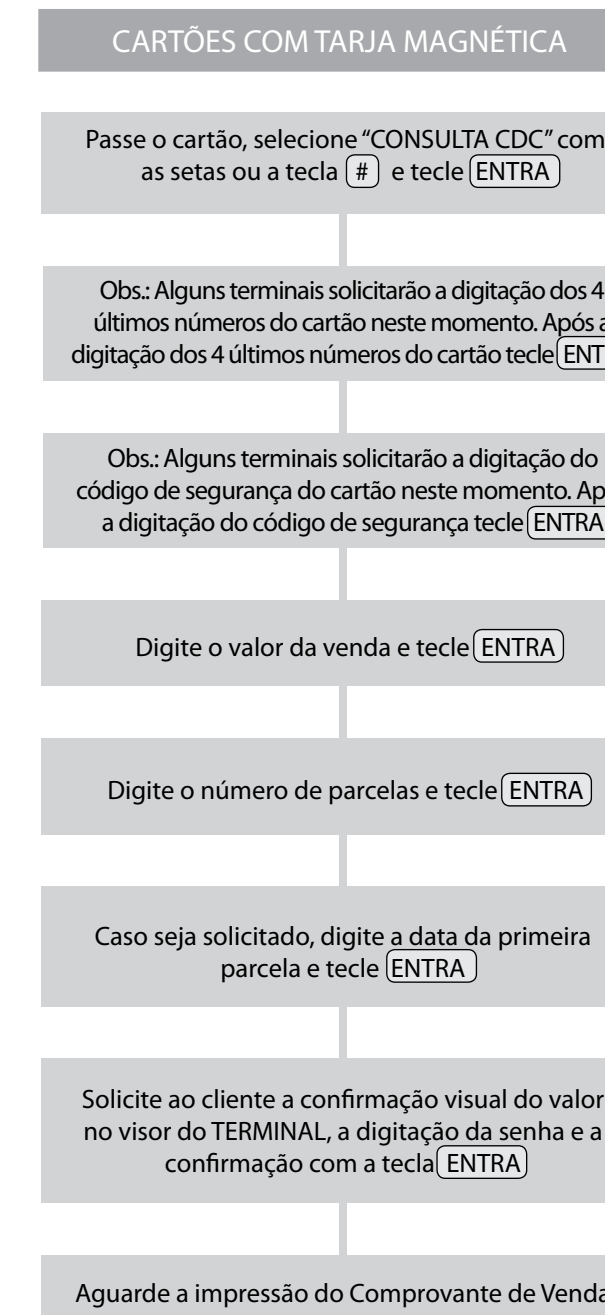 CARTÕES COM TARJA MAGNÉTICA
Passe o cartão, selecione “CONSULTA CDC” com
as setas ou a tecla # e tecle ENTRA
Obs.: Alguns terminais solicitarão a digitação dos 4
últimos números do cartão neste momento. Após a
digitação dos 4 últimos números do cartão tecle ENT
Obs.: Alguns terminais solicitarão a digitação do
código de segurança do cartão neste momento. Ap
a digitação do código de segurança tecle ENTRA
Digite o valor da venda e tecle ENTRA
Digite o número de parcelas e tecle ENTRA
Caso seja solicitado, digite a data da primeira
parcela e tecle ENTRA
Solicite ao cliente a confirmação visual do valor
no visor do TERMINAL, a digitação da senha e a
confirmação com a tecla ENTRA
Aguarde a impressão do Comprovante de Venda